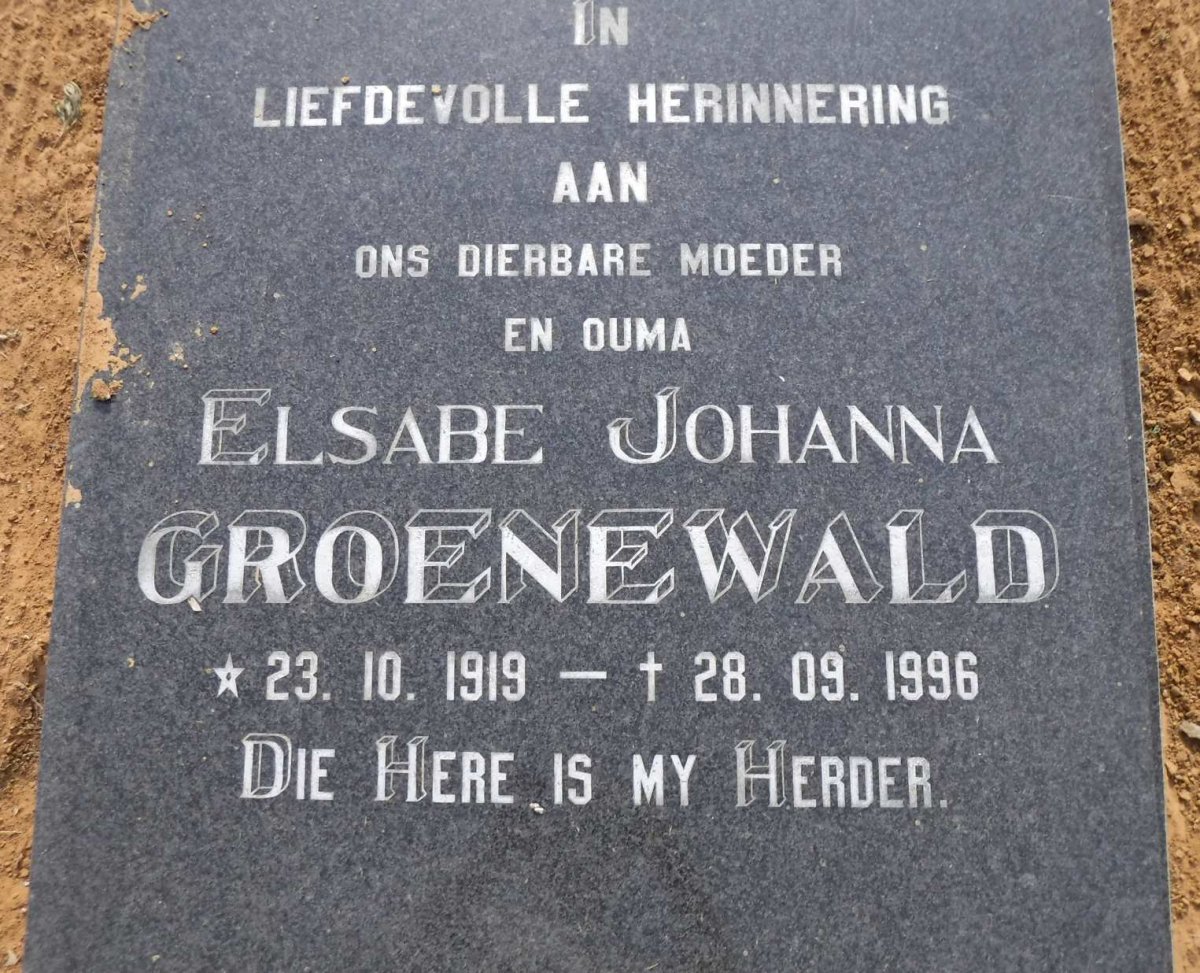 IN
LIEFDEVOLLE HERINNERING
AAN
ONS DIERBARE MOEDER
EN OUMA
ELSABE JOHANNA
GROENEWALD
★ 23. 10. 1919 — † 28. 09. 1996
DIE HERE IS MY HERDER.